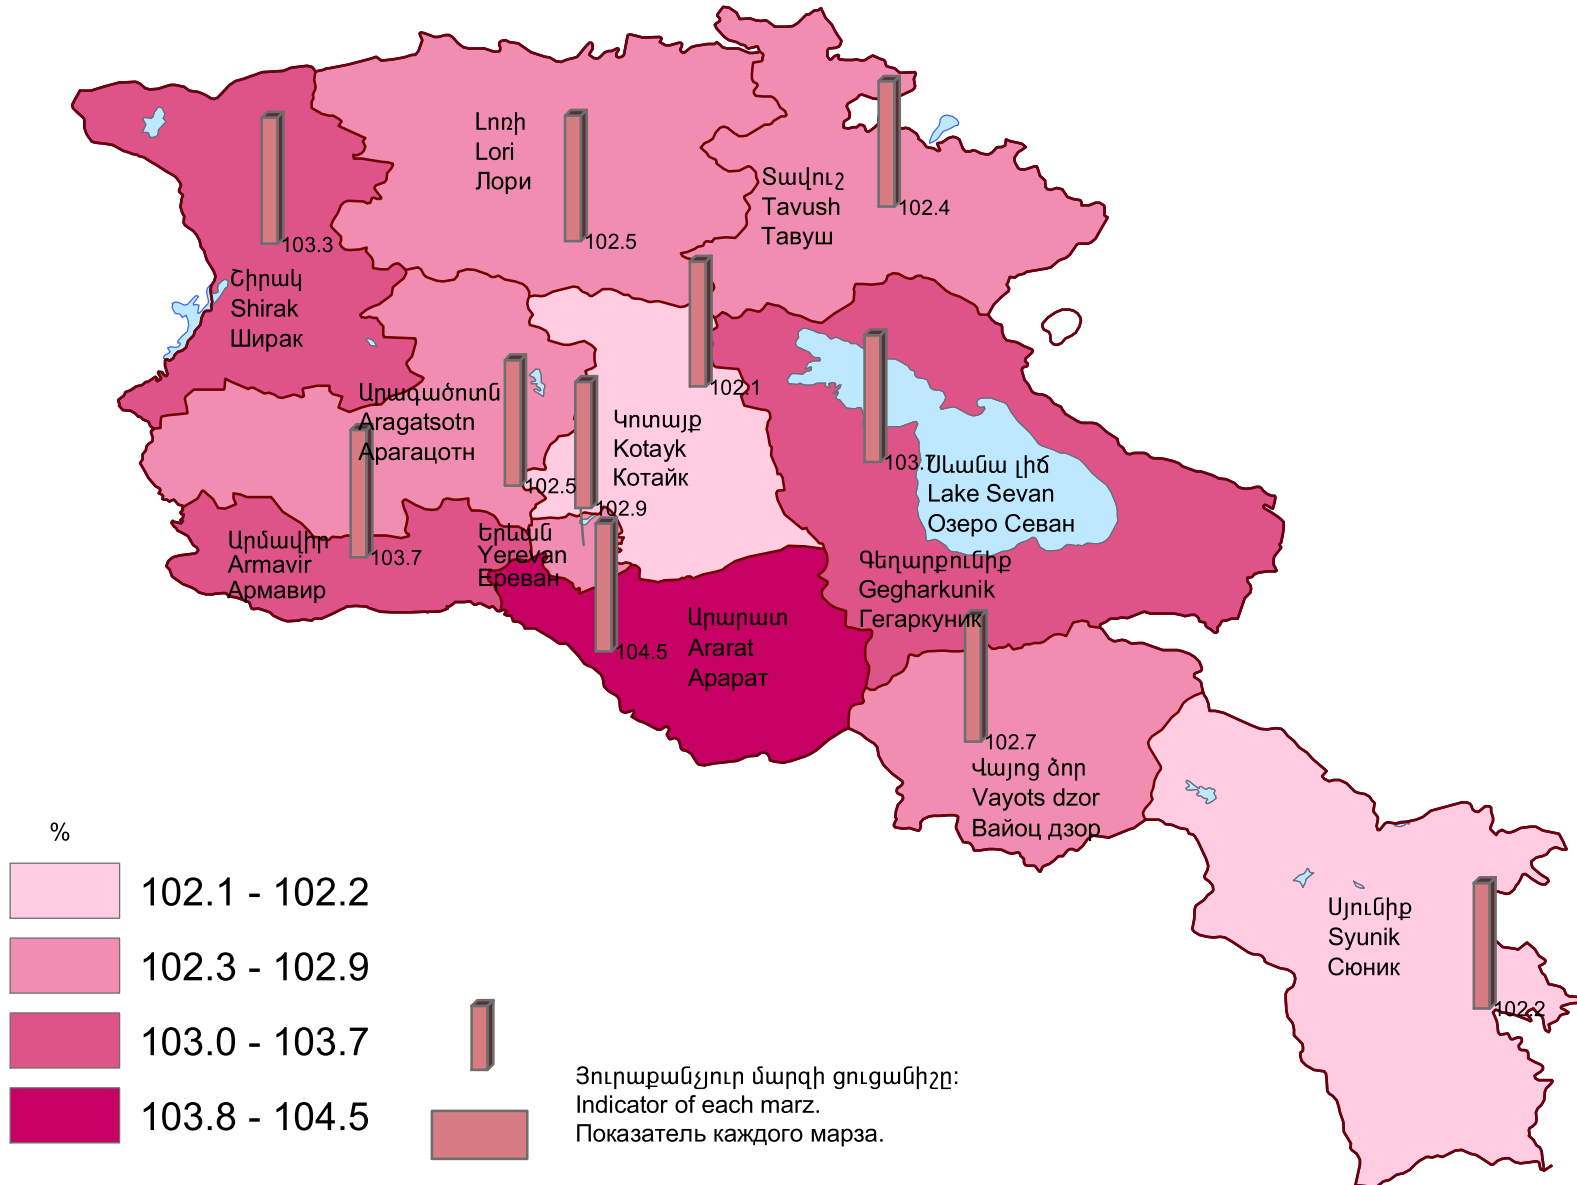 Լոռի
Lori
Лори
102.5
Տավուշ
Tavush
Тавуш
102.4
103.3
Շիրակ
Shirak
Ширак
102.1
Արագածոտն
Aragatsotn
Арагацотн
102.5
Կոտայք
Kotayk
Котайк
102.9
103.7
Սևանա լիճ
Lake Sevan
Озеро Севан
Արմավիր
Armavir
Армавир
103.7
Երևան
Yerevan
Ереван
Գեղարքունիք
Gegharkunik
Гегаркуник
104.5
Արարատ
Ararat
Арарат
102.7
Վայոց ձոր
Vayots dzor
Вайоц дзор
Սյունիք
Syunik
Сюник
102.2
%
102.1 - 102.2
102.3 - 102.9
103.0 - 103.7
103.8 - 104.5
Յուրաքանչյուր մարզի ցուցանիշը:
Indicator of each marz.
Показатель каждого марза.